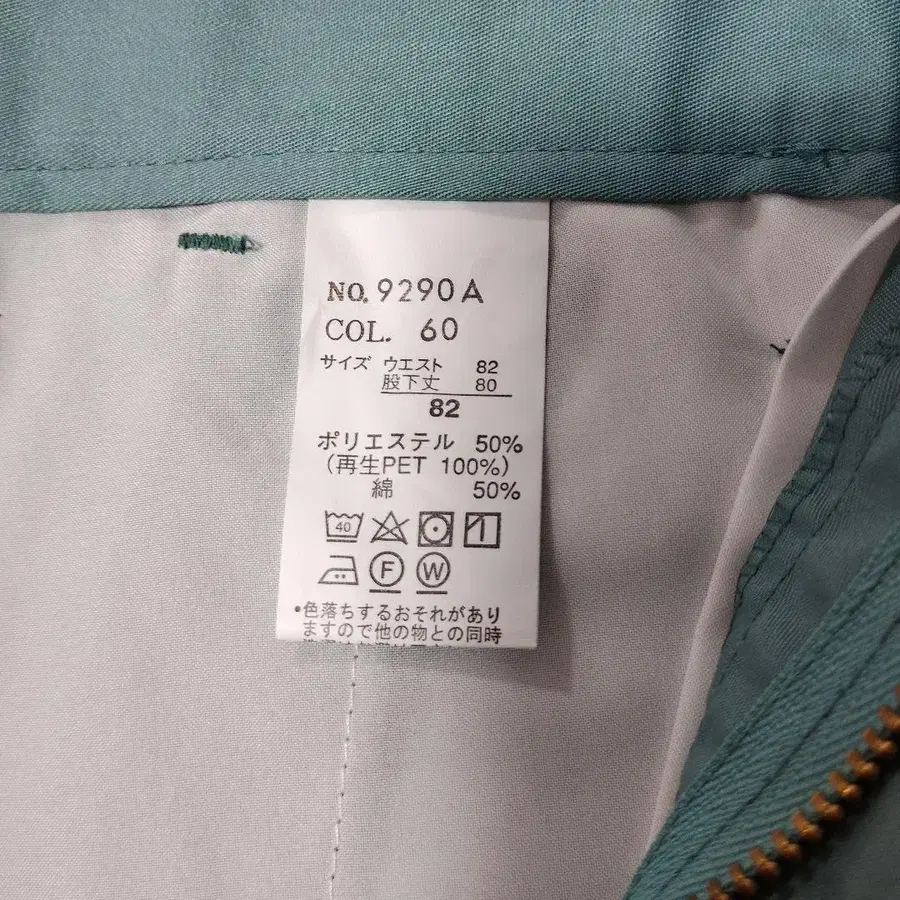 NO. 9290A
COL. 60
サイズ ウエスト 82
股下丈 80
82
ポリエステル 50%
（再生PET 100%）
綿 50%
40
F W
•色落ちするおそれがあり
ますので他の物との同時